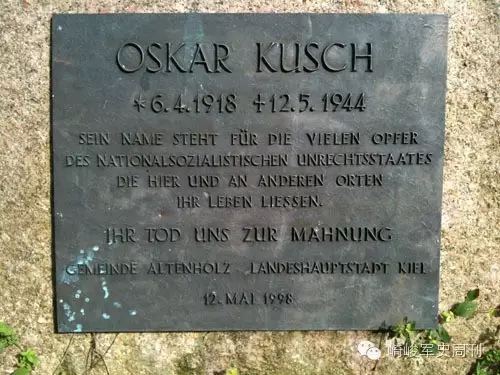 OSKAR KUSCH
*6.4.1918 ✝12.5.1944
SEIN NAME STEHT FÜR DIE VIELEN OPFER
DES NATIONALSOZIALISTISCHEN UNRECHTSSTAATES
DIE HIER UND AN ANDEREN ORTEN
IHR LEBEN LIESSEN.
IHR TOD UNS ZUR MAHNUNG
GEMEINDE ALTENHOLZ LANDESHAUPTSTADT KIEL
12. MAI 1998
崎峻军史周刊